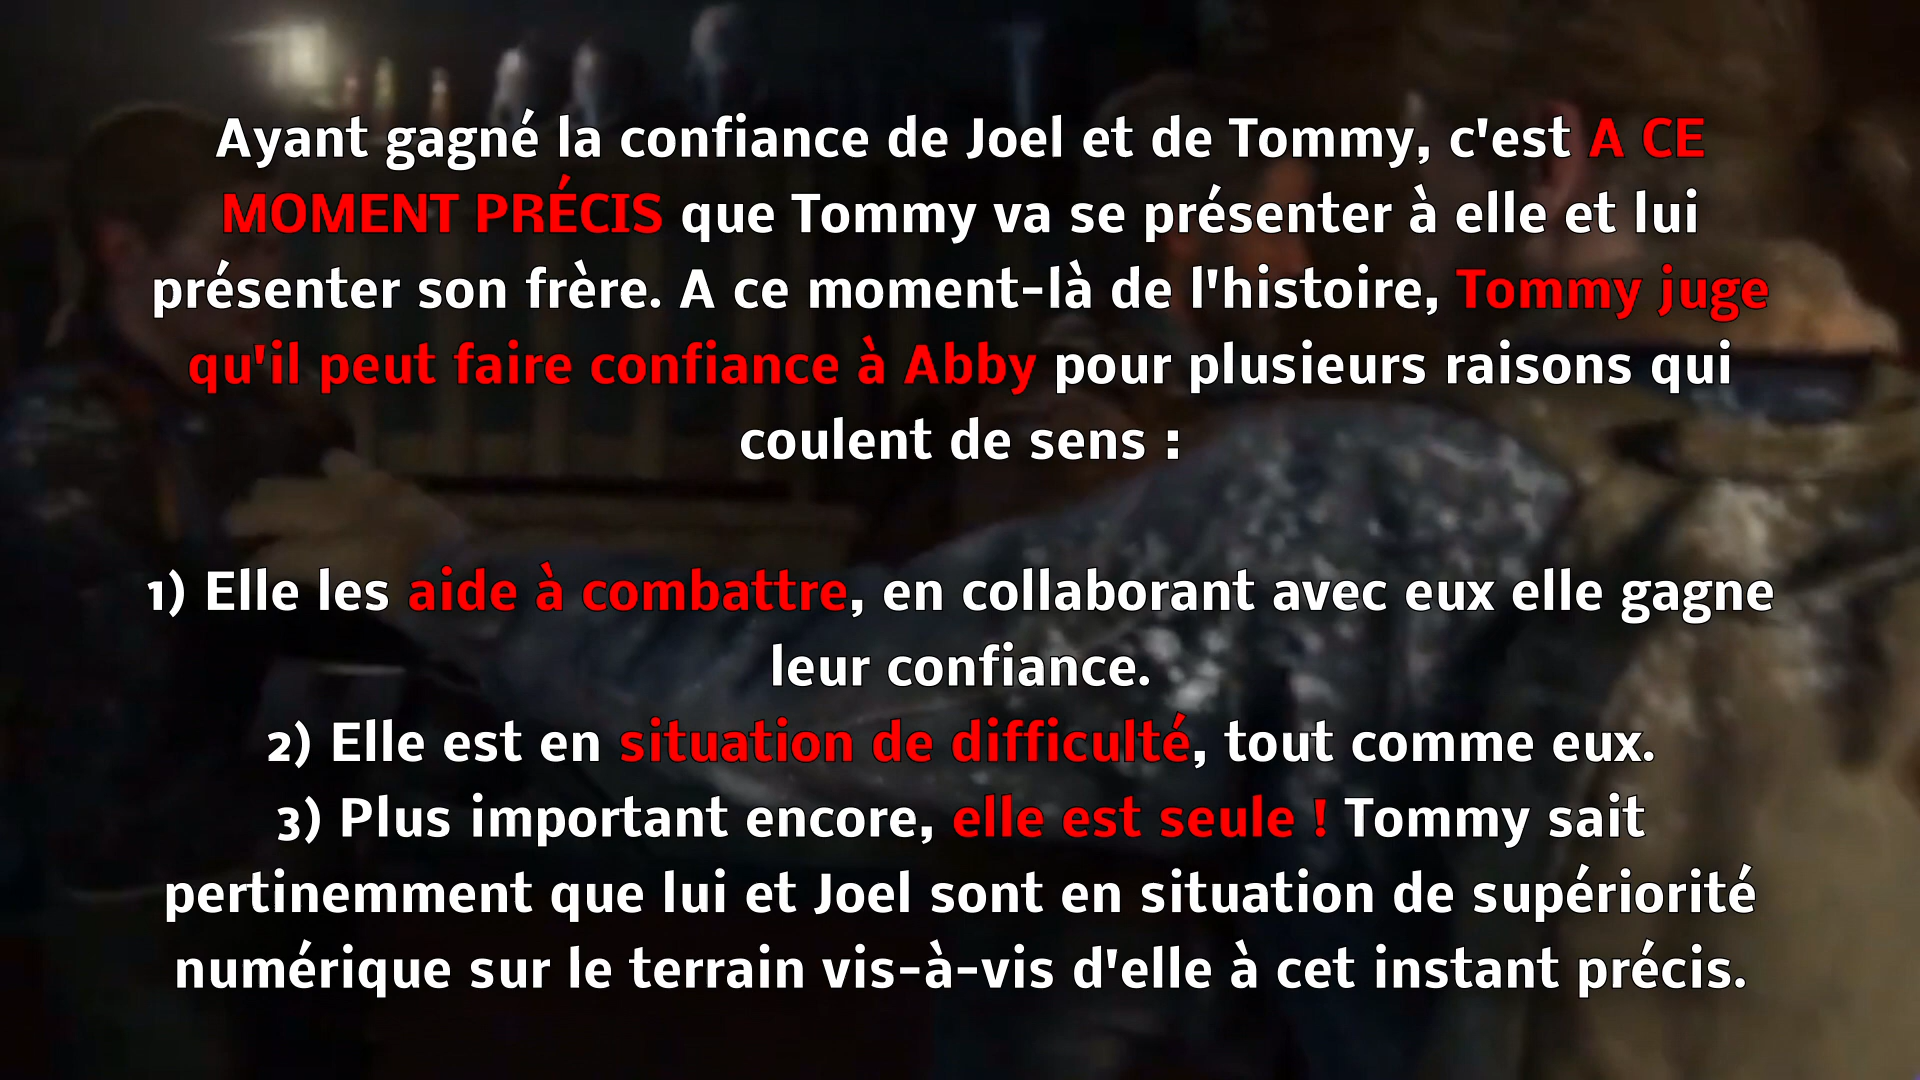 Ayant gagné la confiance de Joel et de Tommy, c'est A CE
MOMENT PRÉCIS que Tommy va se présenter à elle et lui
présenter son frère. A ce moment-là de l'histoire, Tommy juge
qu'il peut faire confiance à Abby pour plusieurs raisons qui
coulent de sens :
1) Elle les aide à combattre, en collaborant avec eux elle gagne
leur confiance.
2) Elle est en situation de difficulté, tout comme eux.
3) Plus important encore, elle est seule ! Tommy sait
pertinemment que lui et Joel sont en situation de supériorité
numérique sur le terrain vis-à-vis d'elle à cet instant précis.